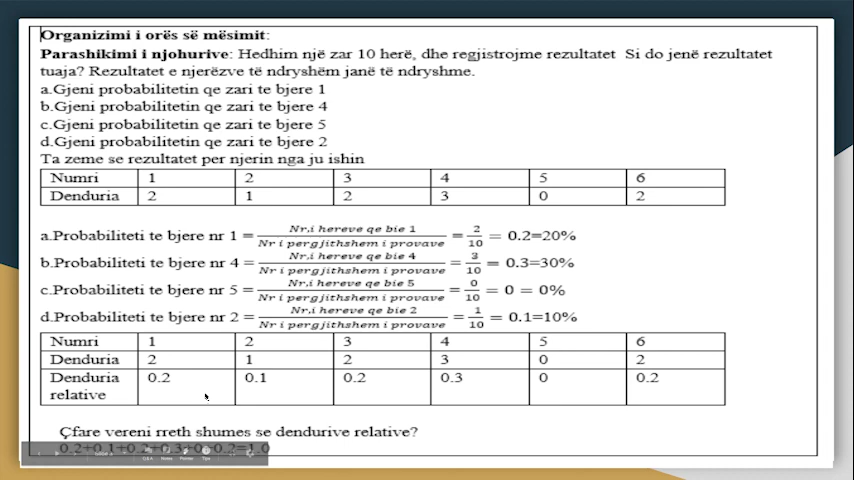 Organizimi i orës së mësimit:
Parashikimi i njohurive: Hedhim një zar 10 herë, dhe regjistrojme rezultatet Si do jenë rezultatet
tuaja? Rezultatet e njerëzve të ndryshëm janë të ndryshme.
a.Gjeni probabilitetin qe zari te bjere 1
b.Gjeni probabilitetin qe zari te bjere 4
c.Gjeni probabilitetin qe zari te bjere 5
d.Gjeni probabilitetin qe zari te bjere 2
Ta zeme se rezultatet per njerin nga ju ishin
Numri 1 2 3 4 5 6
Denduria 2 1 2 3 0 2
a.Probabiliteti te bjere nr 1 = Nr.i hereve qe bie 1 / Nr i pergjithshem i provave = 2/10 = 0.2=20%
b.Probabiliteti te bjere nr 4 = Nr.i hereve qe bie 4 / Nr i pergjithshem i provave = 3/10 = 0.3=30%
c.Probabiliteti te bjere nr 5 = Nr.i hereve qe bie 5 / Nr i pergjithshem i provave = 0/10 = 0 = 0%
d.Probabiliteti te bjere nr 2 = Nr.i hereve qe bie 2 / Nr i pergjithshem i provave = 1/10 = 0.1=10%
Numri 1 2 3 4 5 6
Denduria 2 1 2 3 0 2
Denduria 0.2 0.1 0.2 0.3 0 0.2
relative
Çfare vereni rreth shumes se dendurive relative?
0.2+0.1+0.2+0.3+0+0.2=1.0
Q&A Notes Pointer Tips